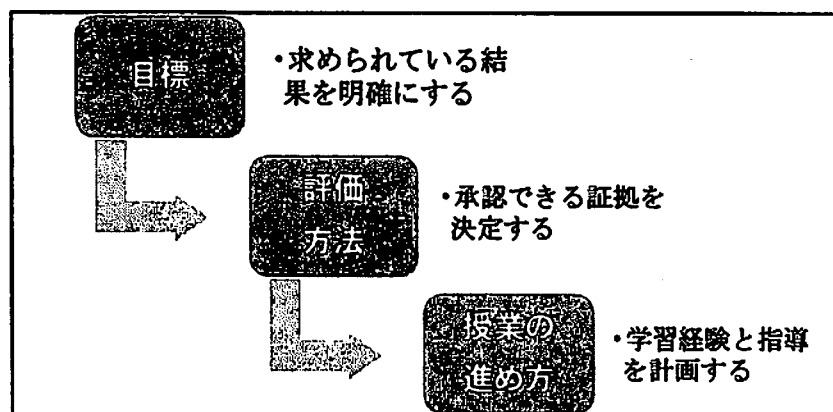 目標
・求められている結
果を明確にする
評価
方法
・承認できる証拠を
決定する
授業の
進め方
・学習経験と指導
を計画する